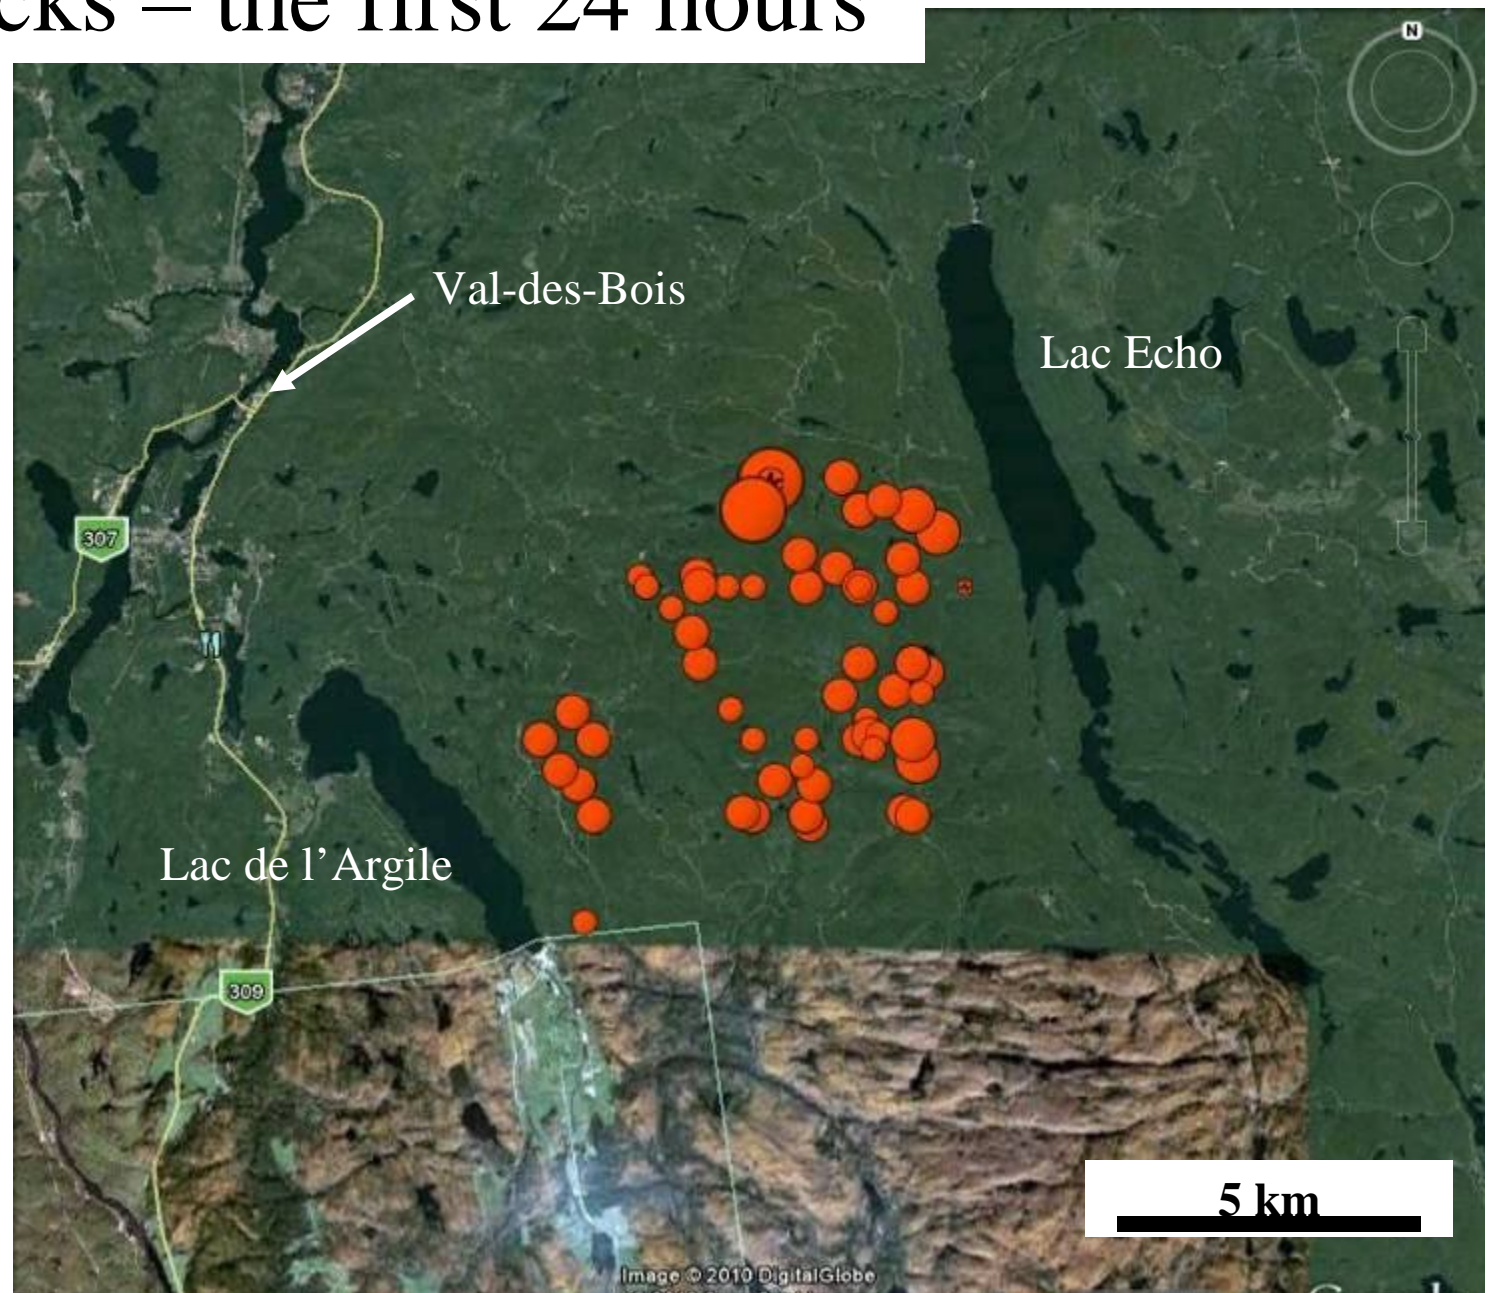 cks – the first 24 hours
N
Val-des-Bois
Lac Echo
307
Lac de l’Argile
309
5 km
Image © 2010 DigitalGlobe